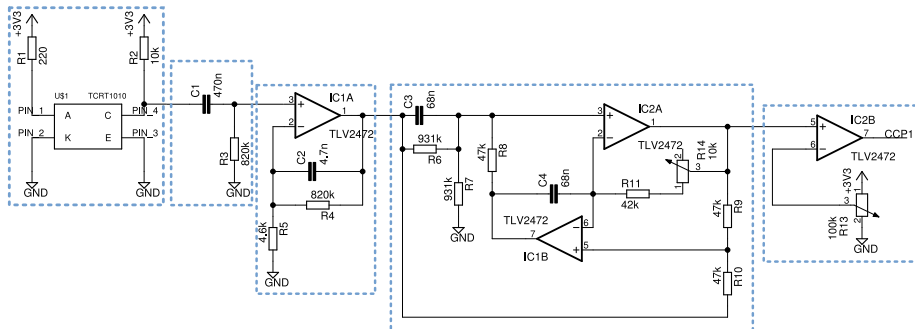 +3V3
R1
220
GND
+3V3
R2
10k
U$1
TCRT1010
PIN_1
PIN_2
A
K
C
E
PIN_4
PIN_3
GND
C1
470n
R3
820k
GND
IC1A
3
2
1
TLV2472
C2
4.7n
820k
R4
4.6k
R5
GND
C3
68n
931k
R6
931k
R7
GND
47k
R8
C4
68n
TLV2472
7
6
5
IC1B
IC2A
3
2
1
TLV2472
R11
42k
R14
10k
2
3
1
47k
R9
47k
R10
IC2B
5
6
7
CCP1
TLV2472
+3V3
1
3
2
100k
R13
GND